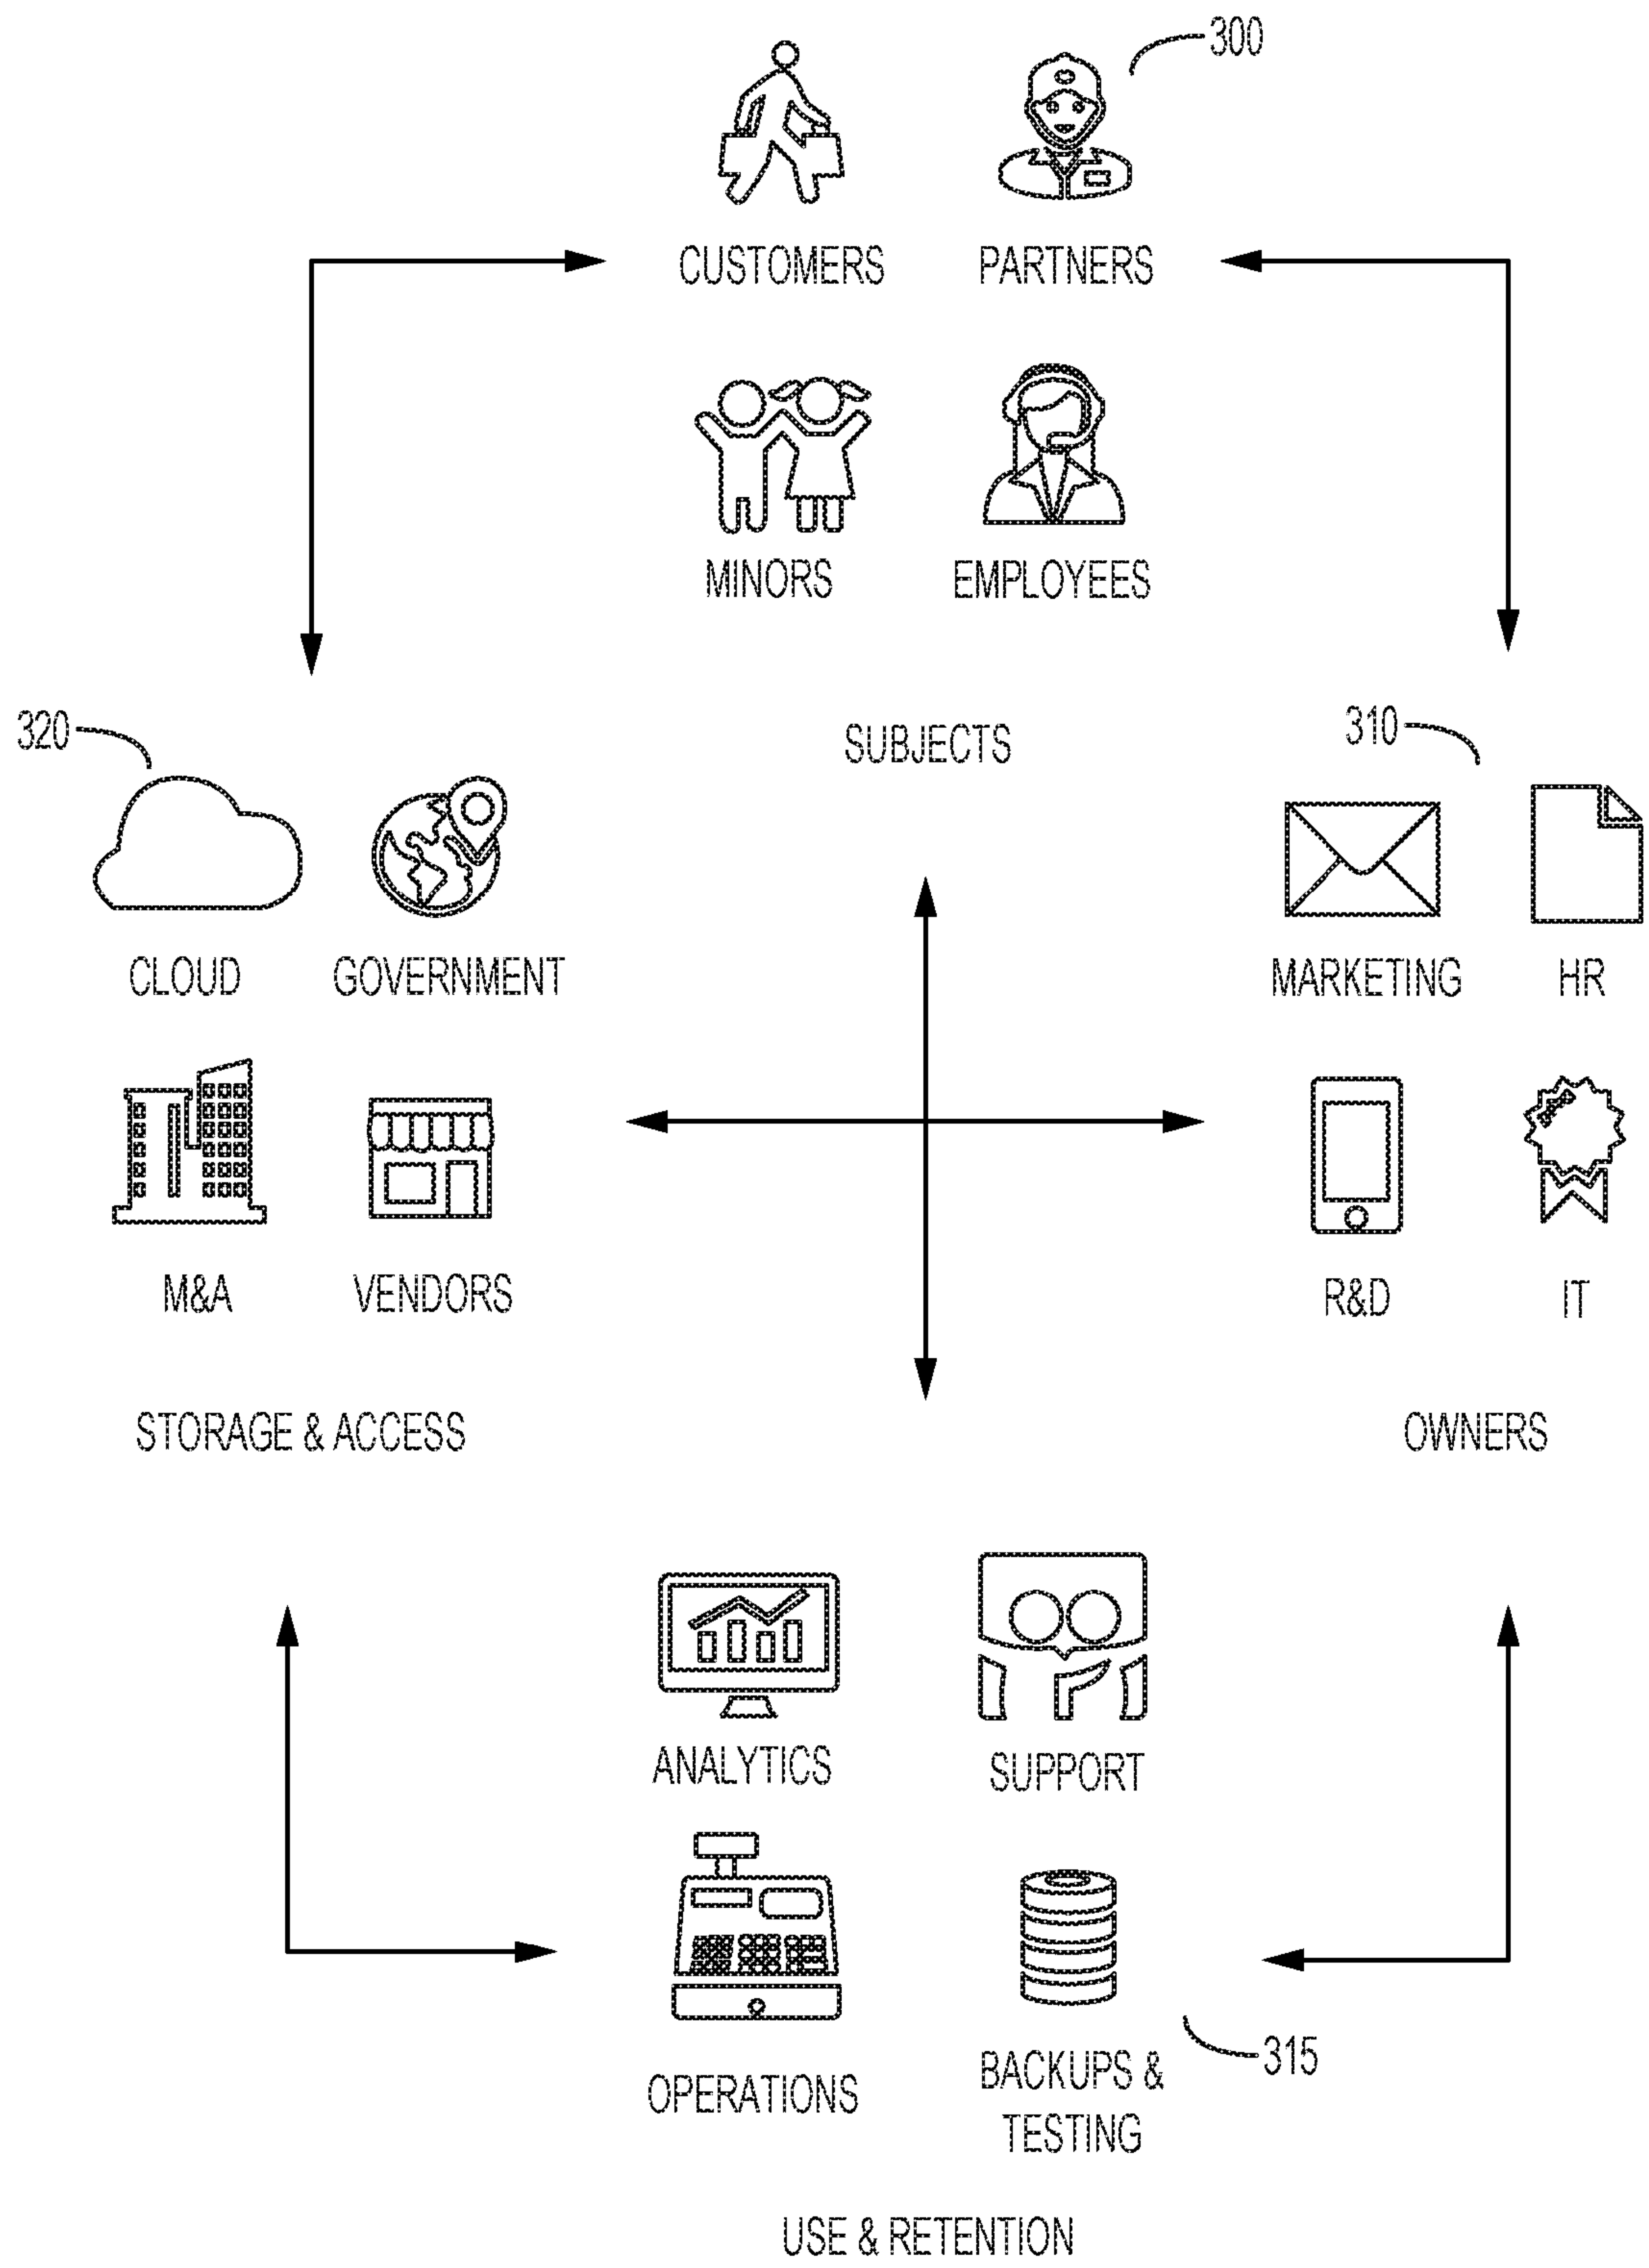 300
CUSTOMERS
PARTNERS
MINORS
EMPLOYEES
SUBJECTS
320
CLOUD
GOVERNMENT
M&A
VENDORS
STORAGE & ACCESS
310
MARKETING
HR
R&D
IT
OWNERS
ANALYTICS
SUPPORT
OPERATIONS
BACKUPS &
TESTING
315
USE & RETENTION